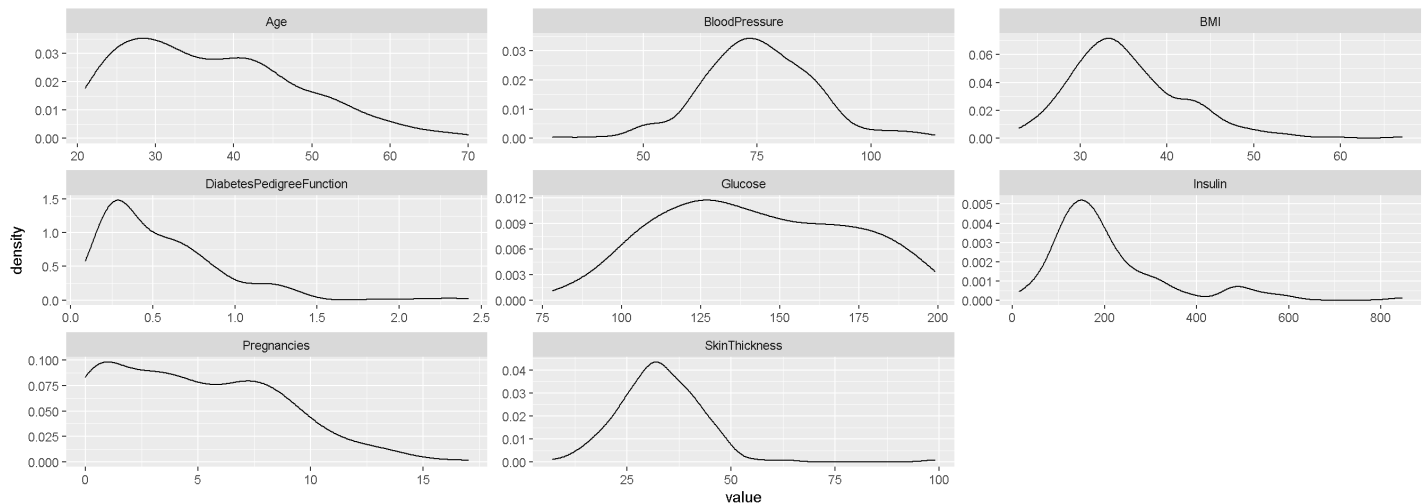 Age
0.03
0.02
0.01
0.00
20 30 40 50 60 70
BloodPressure
0.03
0.02
0.01
0.00
50 75 100
BMI
0.06
0.04
0.02
0.00
30 40 50 60
density
DiabetesPedigreeFunction
1.5
1.0
0.5
0.0
0.0 0.5 1.0 1.5 2.0 2.5
Glucose
0.012
0.009
0.006
0.003
0.000
75 100 125 150 175 200
Insulin
0.005
0.004
0.003
0.002
0.001
0.000
0 200 400 600 800
Pregnancies
0.100
0.075
0.050
0.025
0.000
0 5 10 15
SkinThickness
0.04
0.03
0.02
0.01
0.00
25 50 75 100
value